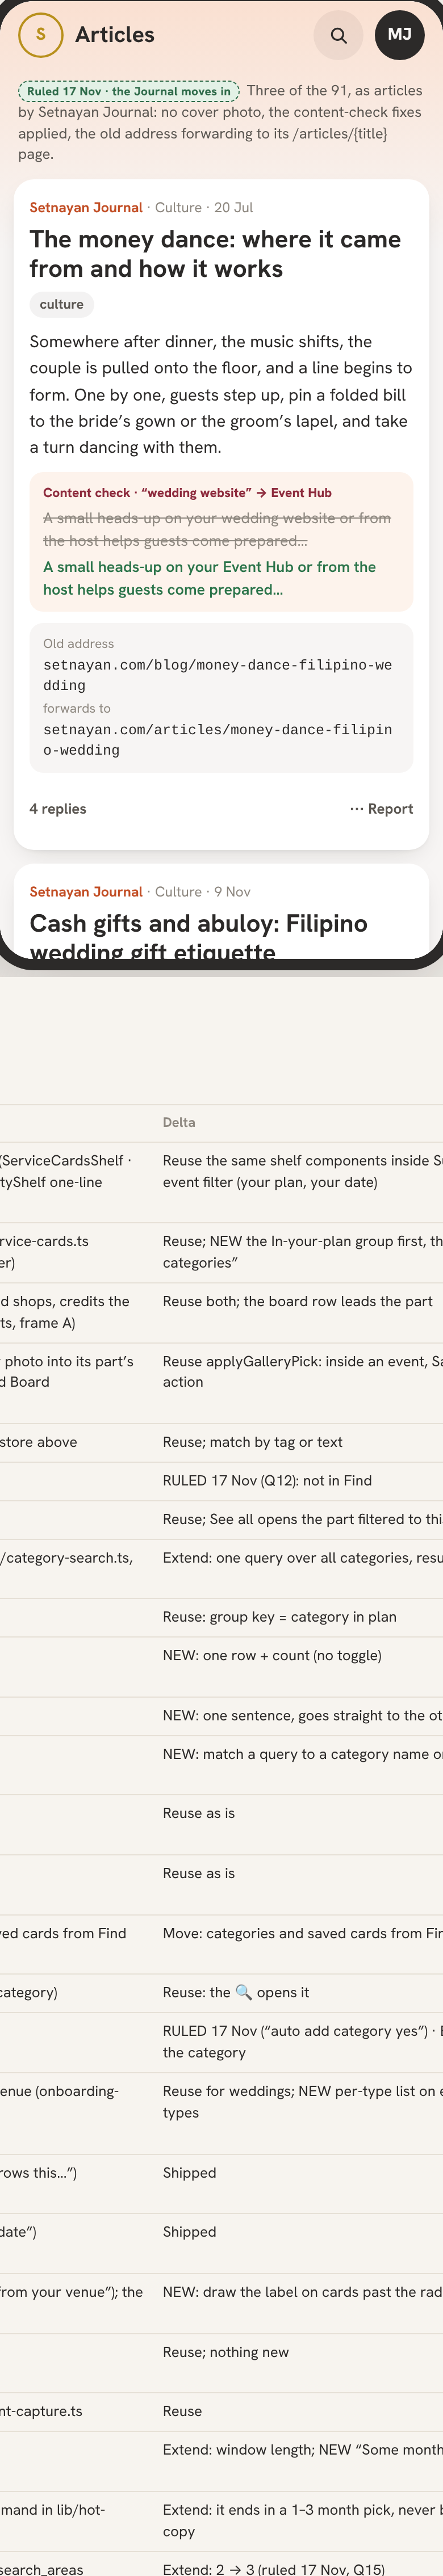 S Articles MJ
Ruled 17 Nov · the Journal moves in Three of the 91, as articles
by Setnayan Journal: no cover photo, the content-check fixes
applied, the old address forwarding to its /articles/{title}
page.
Setnayan Journal · Culture · 20 Jul
The money dance: where it came
from and how it works
culture
Somewhere after dinner, the music shifts, the
couple is pulled onto the floor, and a line begins to
form. One by one, guests step up, pin a folded bill
to the bride’s gown or the groom’s lapel, and take
a turn dancing with them.
Content check · “wedding website” → Event Hub
A small heads-up on your wedding website or from
the host helps guests come prepared…
A small heads-up on your Event Hub or from the
host helps guests come prepared…
Old address
setnayan.com/blog/money-dance-filipino-we
dding
forwards to
setnayan.com/articles/money-dance-filipin
o-wedding
4 replies ··· Report
Setnayan Journal · Culture · 9 Nov
Cash gifts and abuloy: Filipino
wedding gift etiquette
Delta
(ServiceCardsShelf · Reuse the same shelf components inside
tyShelf one-line event filter (your plan, your date)
rvice-cards.ts Reuse; NEW the In-your-plan group first,
er) categories”
d shops, credits the Reuse both; the board row leads the part
ts, frame A)
photo into its part’s Reuse applyGalleryPick: inside an event,
d Board action
store above Reuse; match by tag or text
RULED 17 Nov (Q12): not in Find
Reuse; See all opens the part filtered to
/category-search.ts, Extend: one query over all categories,
Reuse: group key = category in plan
NEW: one row + count (no toggle)
NEW: one sentence, goes straight to the
NEW: match a query to a category name
Reuse as is
Reuse as is
ved cards from Find Move: categories and saved cards from
category) Reuse: the 🔍 opens it
RULED 17 Nov (“auto add category yes”) ·
the category
enue (onboarding- Reuse for weddings; NEW per-type list on
types
rows this…”) Shipped
date”) Shipped
from your venue”); the NEW: draw the label on cards past the
Reuse; nothing new
nt-capture.ts Reuse
Extend: window length; NEW “Some
mand in lib/hot- Extend: it ends in a 1–3 month pick, never
copy
search_areas Extend: 2 → 3 (ruled 17 Nov, Q15)